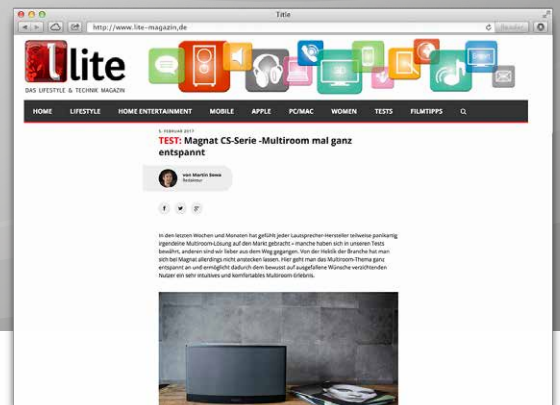 Title
http://www.lite-magazin.de
Reader
lite
DAS LIFESTYLE & TECHNIK MAGAZIN
HOME LIFESTYLE HOME ENTERTAINMENT MOBILE APPLE PC/MAC WOMEN TESTS FILMTIPPS
5. FEBRUAR 2017
TEST: Magnat CS-Serie -Multiroom mal ganz
entspannt
von Martin Sowa
Redakteur
In den letzten Wochen und Monaten hat gefühlt jeder Lautsprecher-Hersteller teilweise panikartig
irgendeine Multiroom-Lösung auf den Markt gebracht – manche haben sich in unseren Tests
bewährt, anderen sind wir lieber aus dem Weg gegangen. Von der Hektik der Branche hat man
sich bei Magnat allerdings nicht anstecken lassen. Hier geht man das Multiroom-Thema ganz
entspannt an und ermöglicht dadurch dem bewusst auf ausgefallene Wünsche verzichtenden
Nutzer ein sehr intuitives und komfortables Multiroom-Erlebnis.